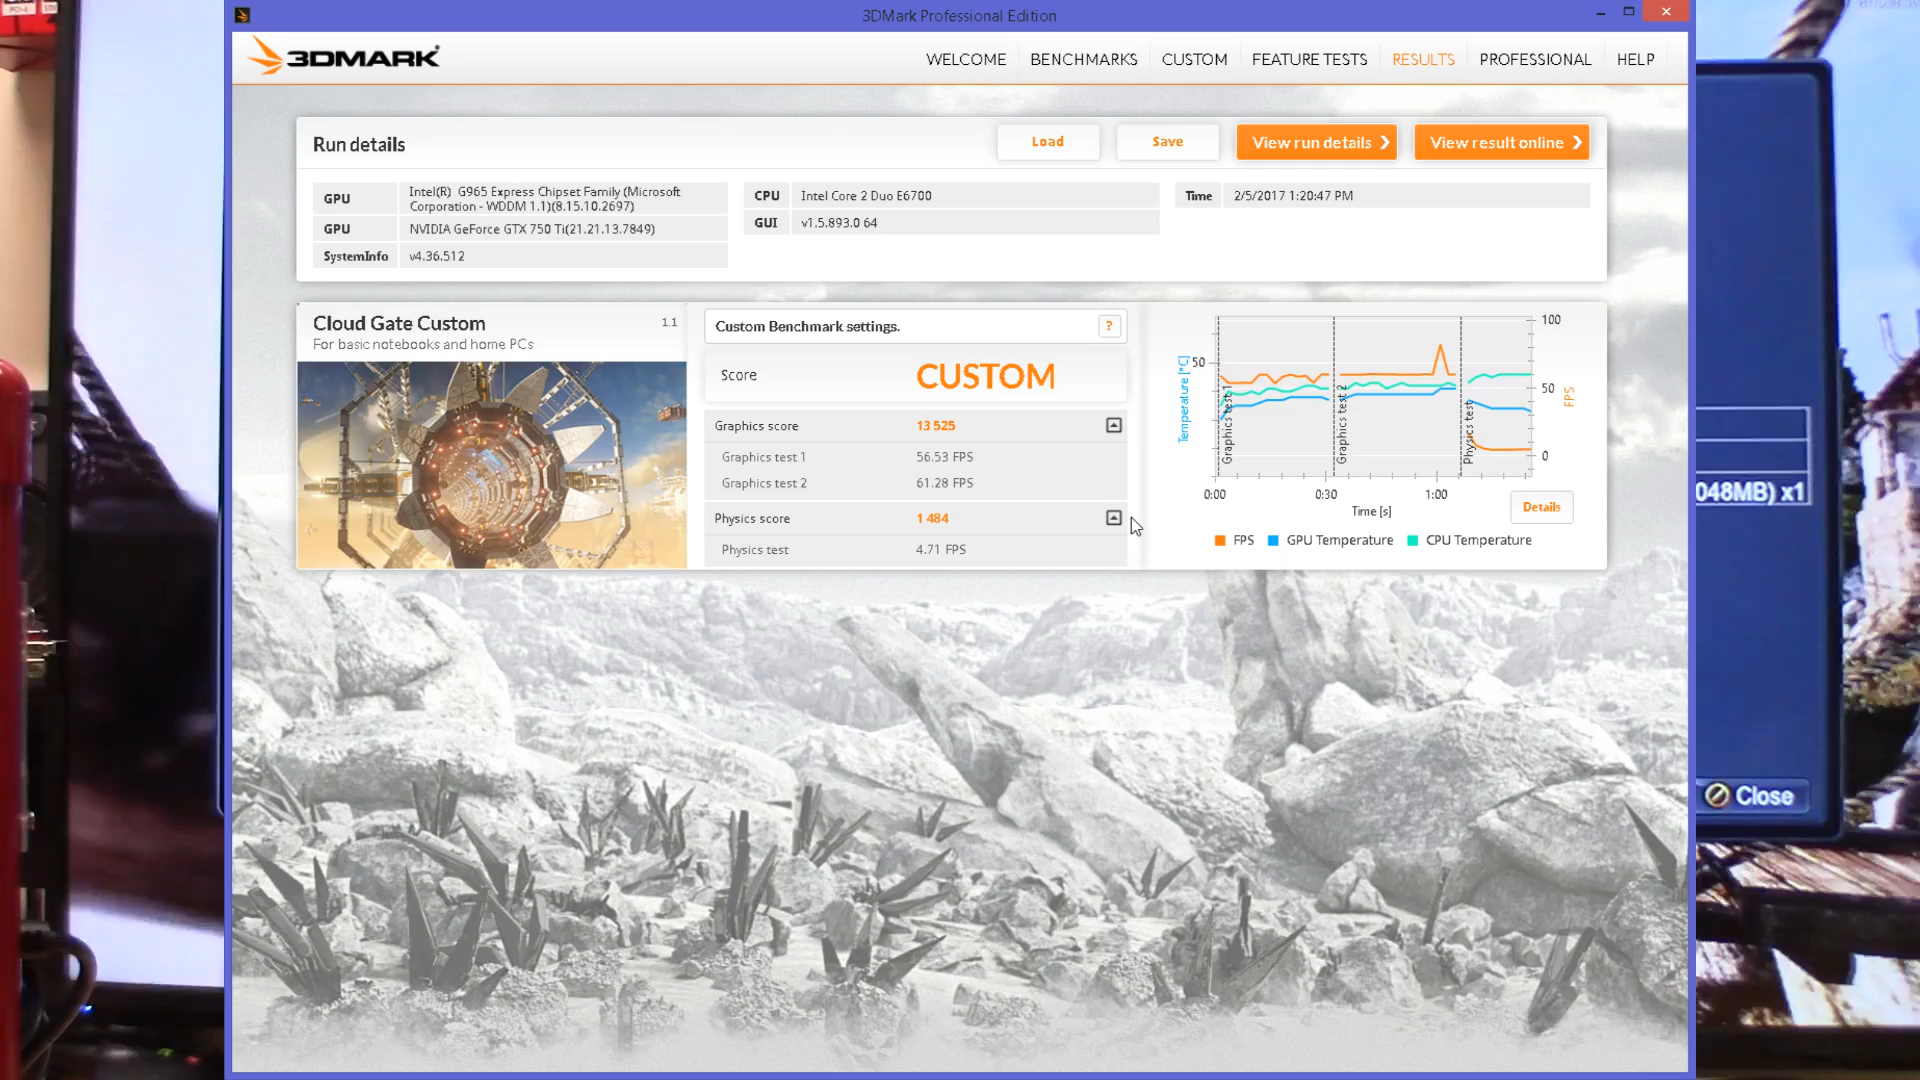 3DMark Professional Edition
3DMARK
WELCOME BENCHMARKS CUSTOM FEATURE TESTS RESULTS PROFESSIONAL HELP
Run details Load Save View run details View result online
GPU Intel(R) G965 Express Chipset Family (Microsoft
Corporation - WDDM 1.1)(8.15.10.2697)
GPU NVIDIA GeForce GTX 750 Ti(21.21.13.7849)
SystemInfo v4.36.512
CPU Intel Core 2 Duo E6700
GUI v1.5.893.0 64
Time 2/5/2017 1:20:47 PM
Cloud Gate Custom 1.1
For basic notebooks and home PCs
Custom Benchmark settings. ?
Score CUSTOM
Graphics score 13 525
Graphics test 1 56.53 FPS
Graphics test 2 61.28 FPS
Physics score 1 484
Physics test 4.71 FPS
Temperature [°C]
50
Graphics test 1
Graphics test 2
Physics test
100
50
0
FPS
0:00 0:30 1:00
Time [s]
Details
FPS GPU Temperature CPU Temperature
048MB) x1
Close